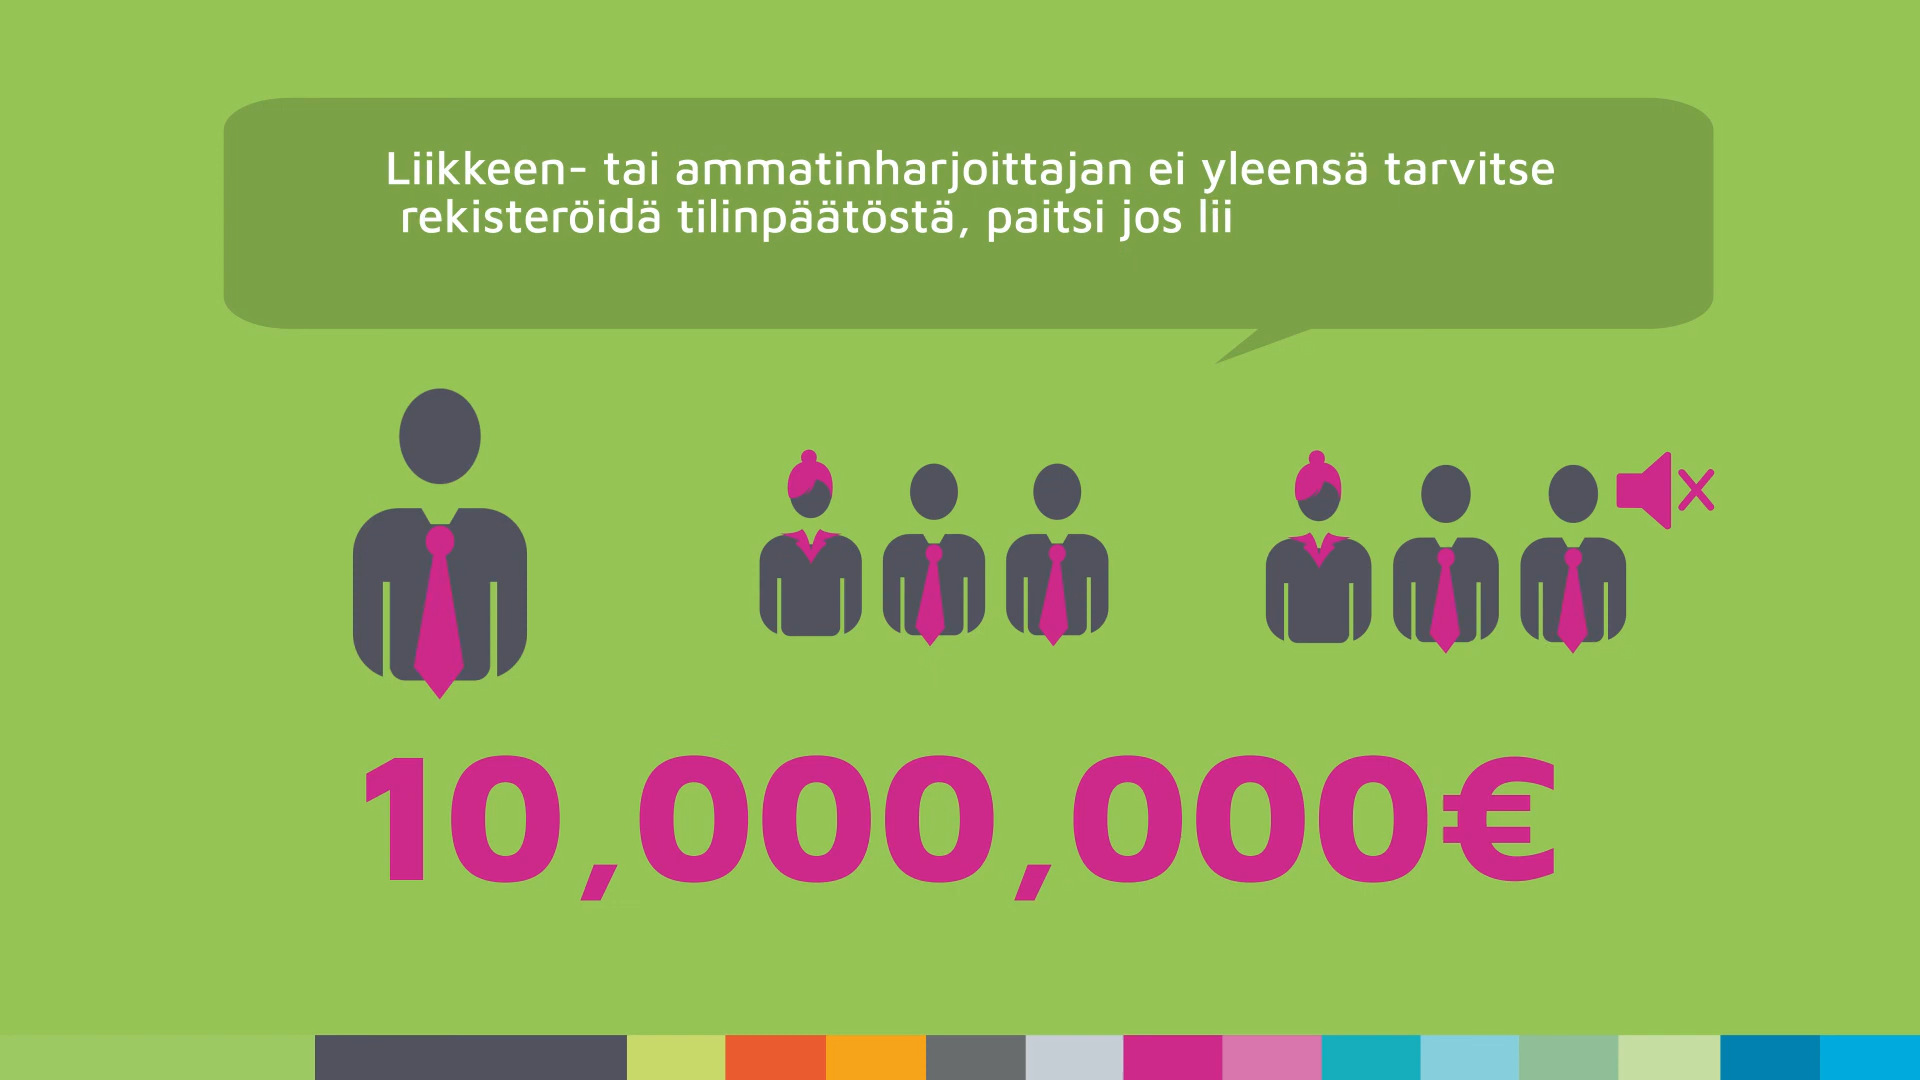 Liikkeen- tai ammatinharjoittajan ei yleensä tarvitse
rekisteröidä tilinpäätöstä, paitsi jos lii
10,000,000€